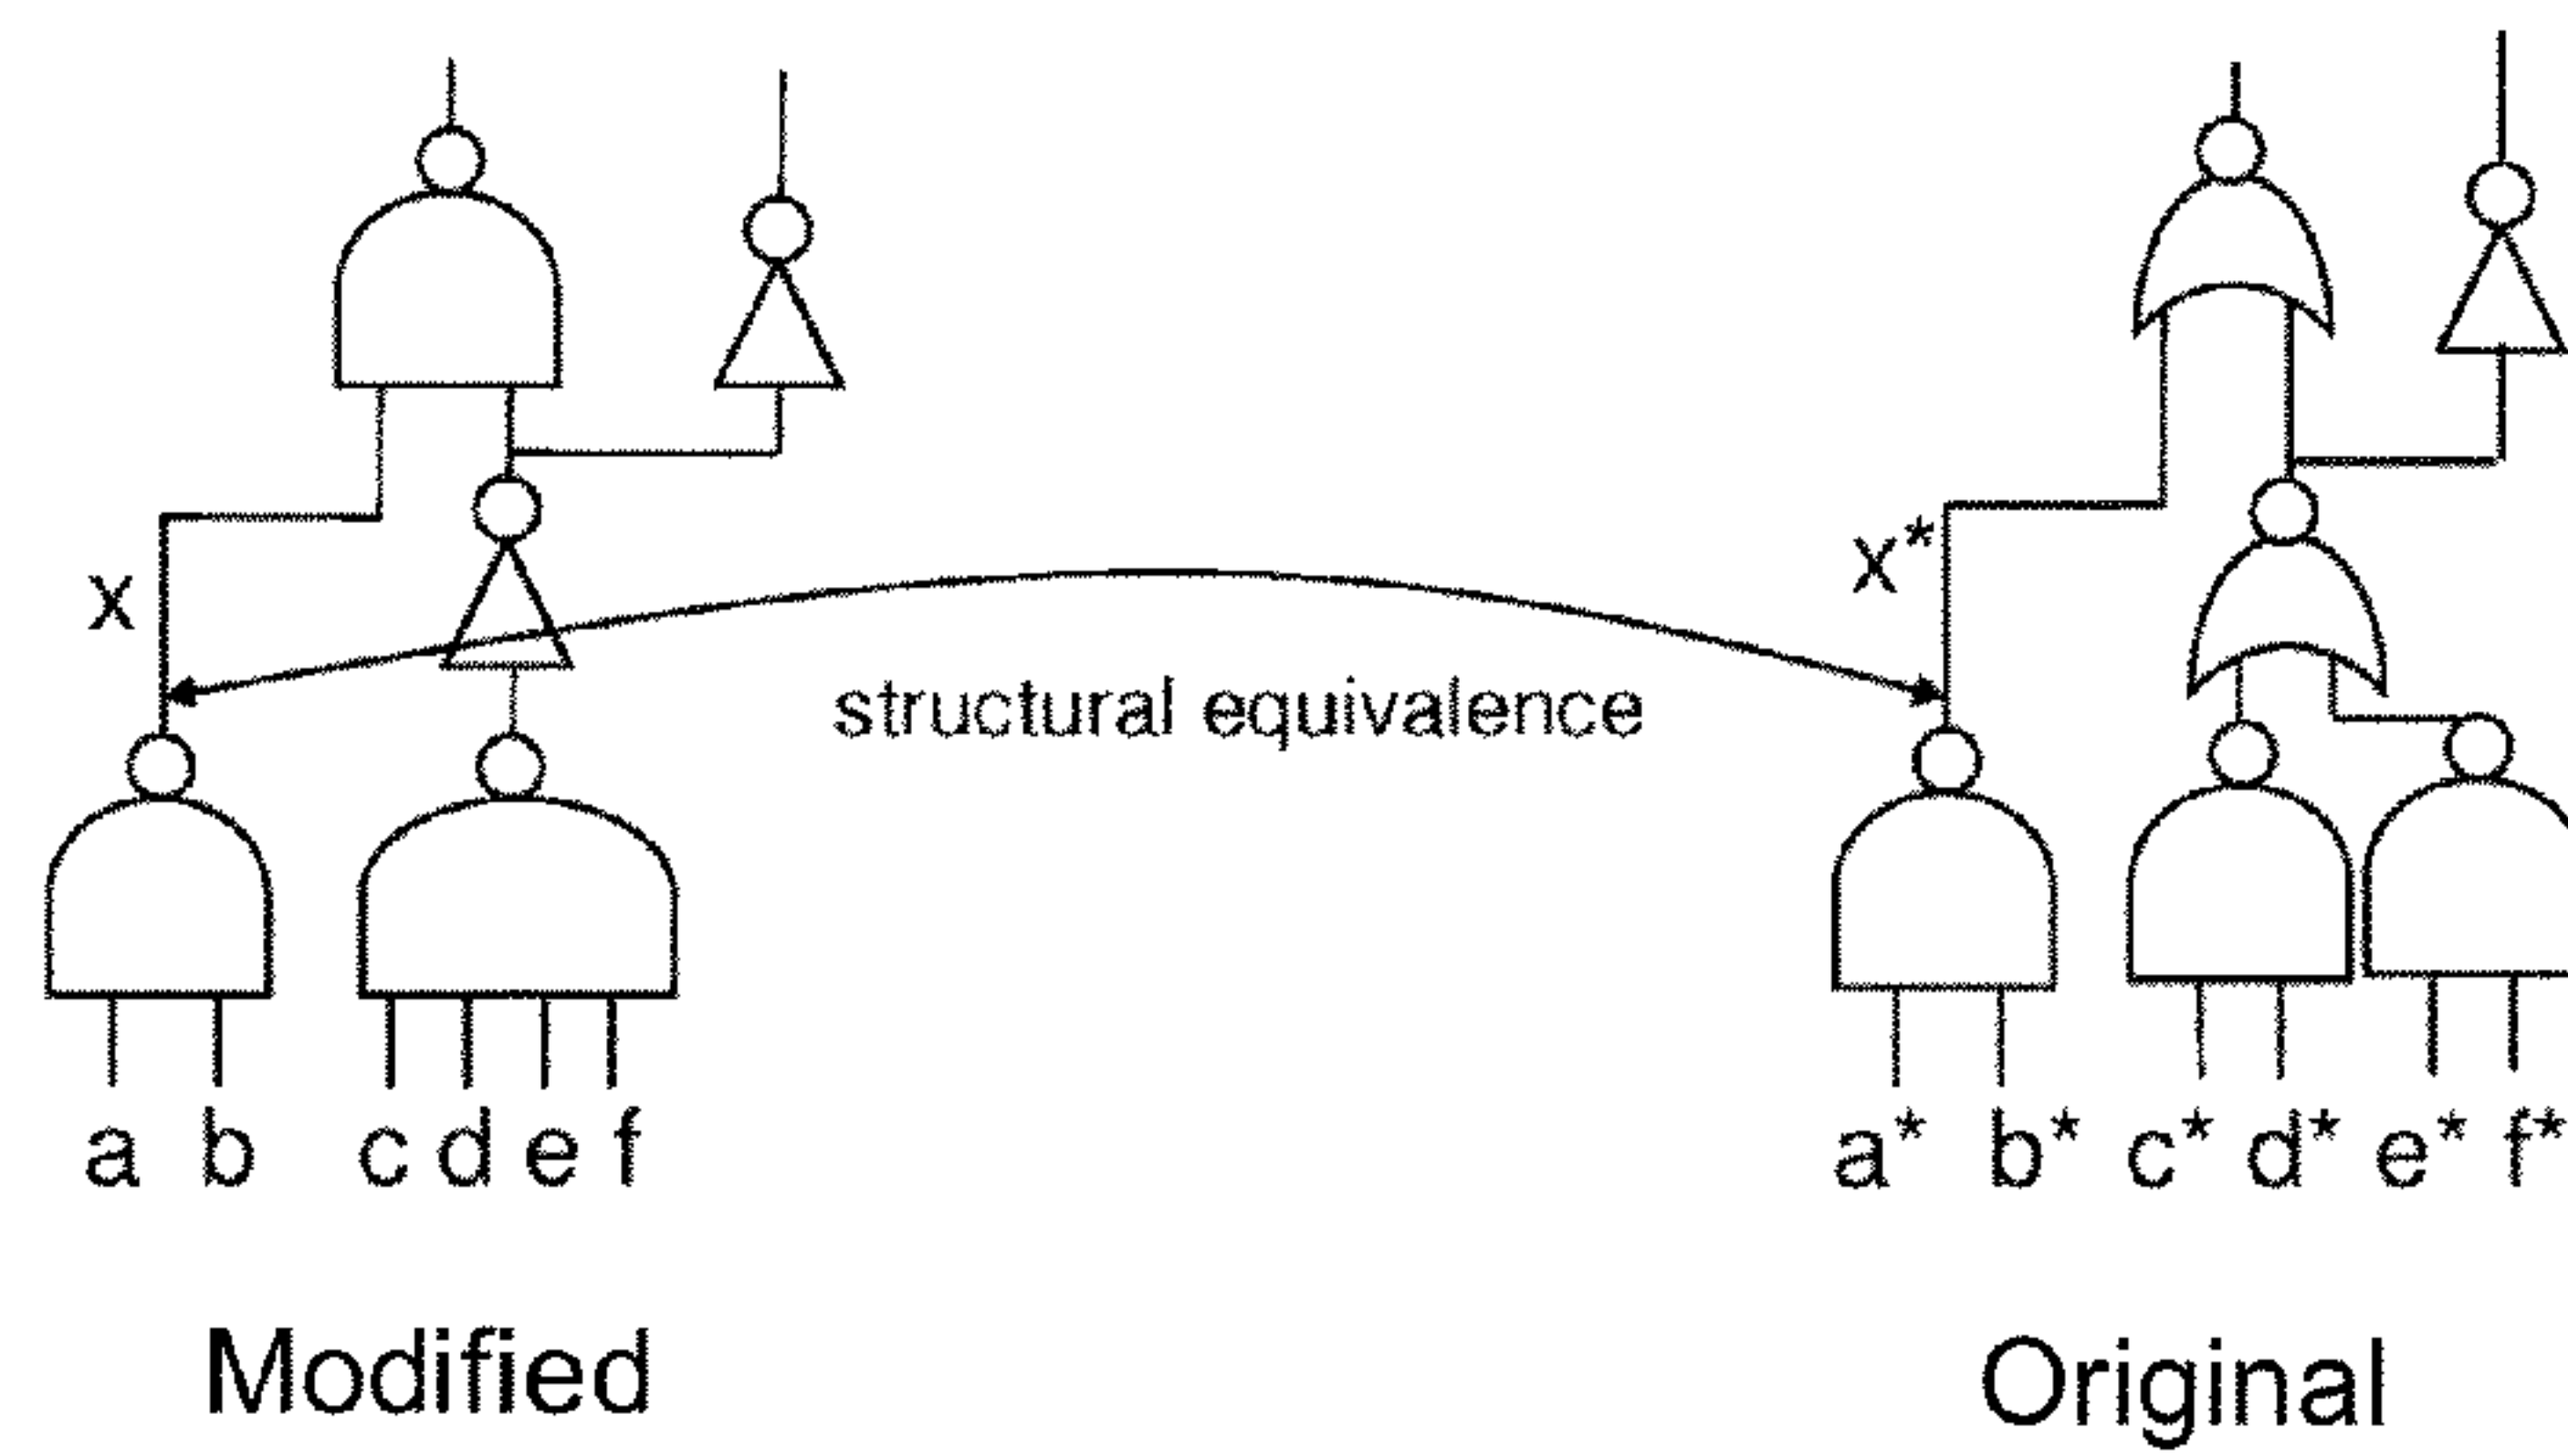 x
x*
structural equivalence
a b c d e f
a* b* c* d* e* f*
Modified
Original